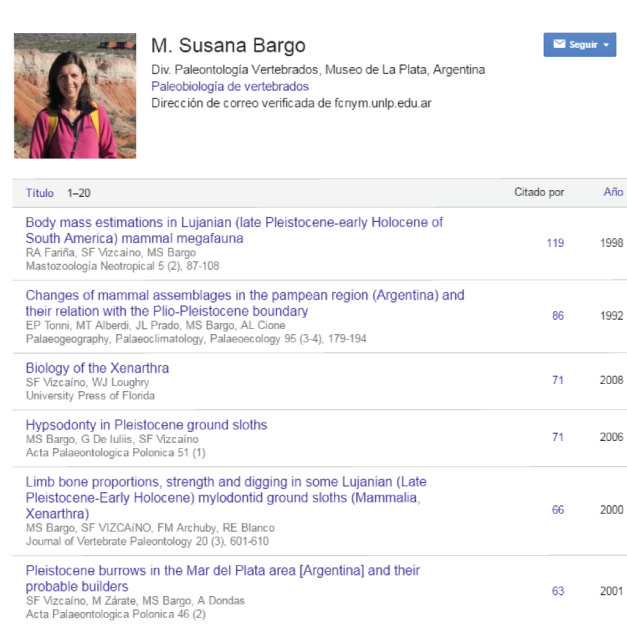 M. Susana Bargo
Seguir
Div. Paleontología Vertebrados, Museo de La Plata, Argentina
Paleobiología de vertebrados
Dirección de correo verificada de fcnym.unlp.edu.ar
Título 1–20 Citado por Año
Body mass estimations in Lujanian (late Pleistocene-early Holocene of
South America) mammal megafauna
RA Fariña, SF Vizcaíno, MS Bargo
Mastozoología Neotropical 5 (2), 87-108
119 1998
Changes of mammal assemblages in the pampean region (Argentina) and
their relation with the Plio-Pleistocene boundary
EP Tonni, MT Alberdi, JL Prado, MS Bargo, AL Cione
Palaeogeography, Palaeoclimatology, Palaeoecology 95 (3-4), 179-194
86 1992
Biology of the Xenarthra
SF Vizcaíno, WJ Loughry
University Press of Florida
71 2008
Hypsodonty in Pleistocene ground sloths
MS Bargo, G De Iuliis, SF Vizcaíno
Acta Palaeontologica Polonica 51 (1)
71 2006
Limb bone proportions, strength and digging in some Lujanian (Late
Pleistocene-Early Holocene) mylodontid ground sloths (Mammalia,
Xenarthra)
MS Bargo, SF VIZCAíNO, FM Archuby, RE Blanco
Journal of Vertebrate Paleontology 20 (3), 601-610
66 2000
Pleistocene burrows in the Mar del Plata area [Argentina] and their
probable builders
SF Vizcaíno, M Zárate, MS Bargo, A Dondas
Acta Palaeontologica Polonica 46 (2)
63 2001